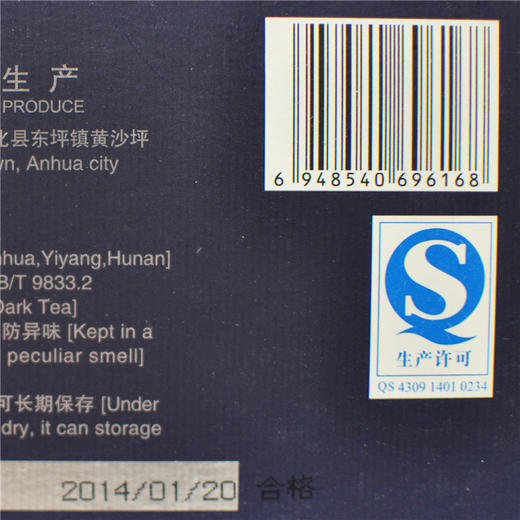 生 产
PRODUCE
化县东坪镇黄沙坪
wn, Anhua city
6 948540 696168
nhua,Yiyang,Hunan]
B/T 9833.2
Dark Tea]
防异味 [Kept in a
peculiar smell]
生产许可
QS 4309 1401 0234
可长期保存 [Under
dry, it can storage
2014/01/20 合格